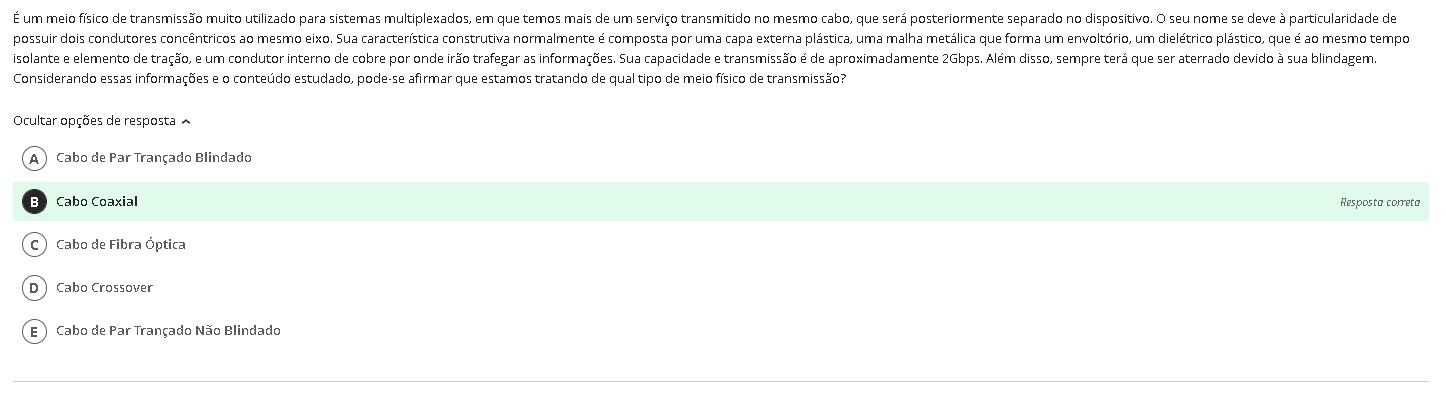 É um meio físico de transmissão muito utilizado para sistemas multiplexados, em que temos mais de um serviço transmitido no mesmo cabo, que será posteriormente separado no dispositivo. O seu nome se deve à particularidade de
possuir dois condutores concêntricos ao mesmo eixo. Sua característica construtiva normalmente é composta por uma capa externa plástica, uma malha metálica que forma um envoltório, um dielétrico plástico, que é ao mesmo tempo
isolante e elemento de tração, e um condutor interno de cobre por onde irão trafegar as informações. Sua capacidade e transmissão é de aproximadamente 2Gbps. Além disso, sempre terá que ser aterrado devido à sua blindagem.
Considerando essas informações e o conteúdo estudado, pode-se afirmar que estamos tratando de qual tipo de meio físico de transmissão?
Ocultar opções de resposta
A Cabo de Par Trançado Blindado
B Cabo Coaxial Resposta correta
C Cabo de Fibra Óptica
D Cabo Crossover
E Cabo de Par Trançado Não Blindado